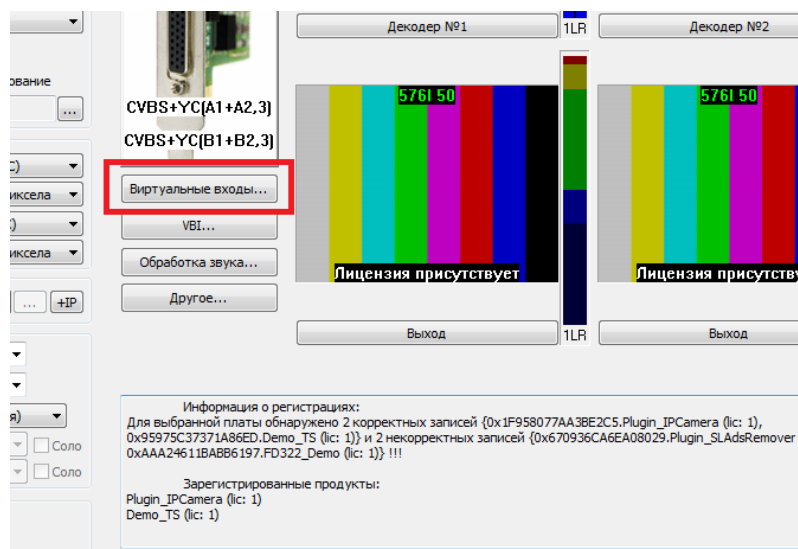 Декодер №1
1LR
Декодер №2
ование
...
CVBS+YC(A1+A2,3)
CVBS+YC(B1+B2,3)
576I 50
576I 50
Виртуальные входы...
иксела
VBI...
иксела
Обработка звука...
Лицензия присутствует
Лицензия присутств
... +IP
Другое...
Выход
1LR
Выход
я)
Соло
Соло
Информация о регистрациях:
Для выбранной платы обнаружено 2 корректных записей {0x1F958077AA3BE2C5.Plugin_IPCamera (lic: 1),
0x95975C37371A86ED.Demo_TS (lic: 1)} и 2 некорректных записей {0x670936CA6EA08029.Plugin_SLAdsRemover
0xAAA24611BABB6197.FD322_Demo (lic: 1)} !!!
Зарегистрированные продукты:
Plugin_IPCamera (lic: 1)
Demo_TS (lic: 1)